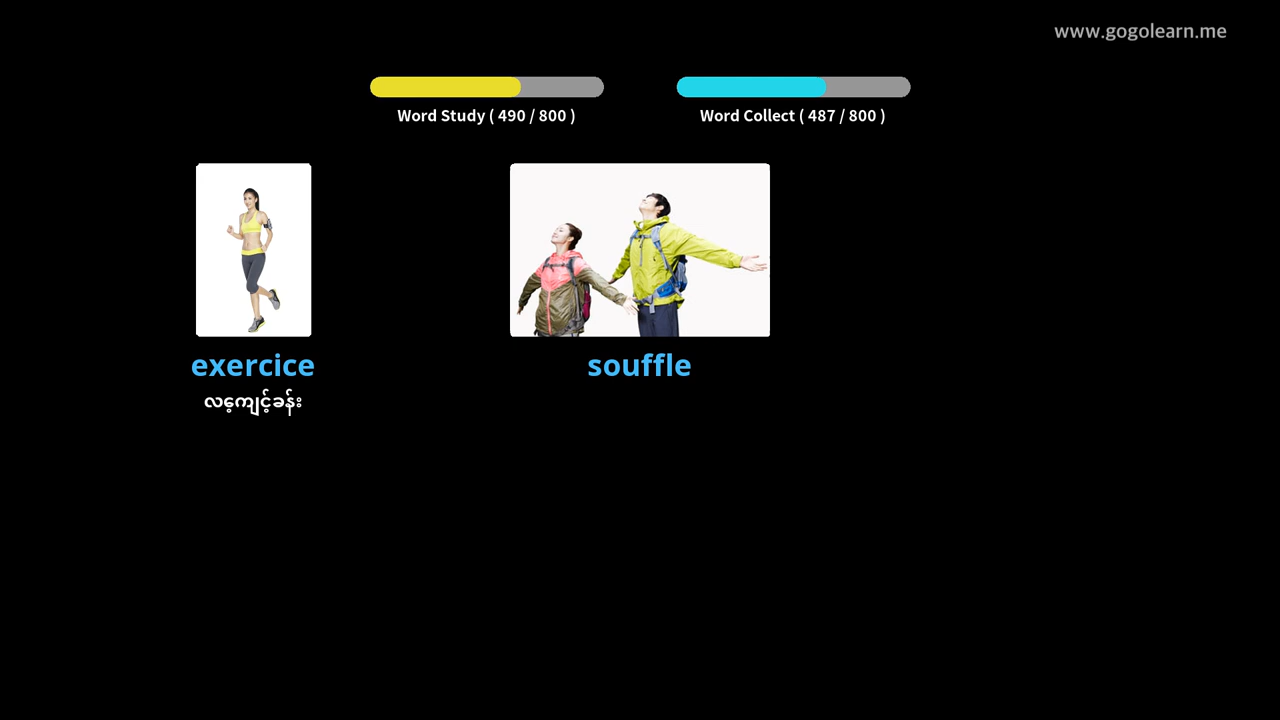 www.gogolearn.me
Word Study ( 490 / 800 )
Word Collect ( 487 / 800 )
exercice
souffle
လေ့ကျင့်ခန်း